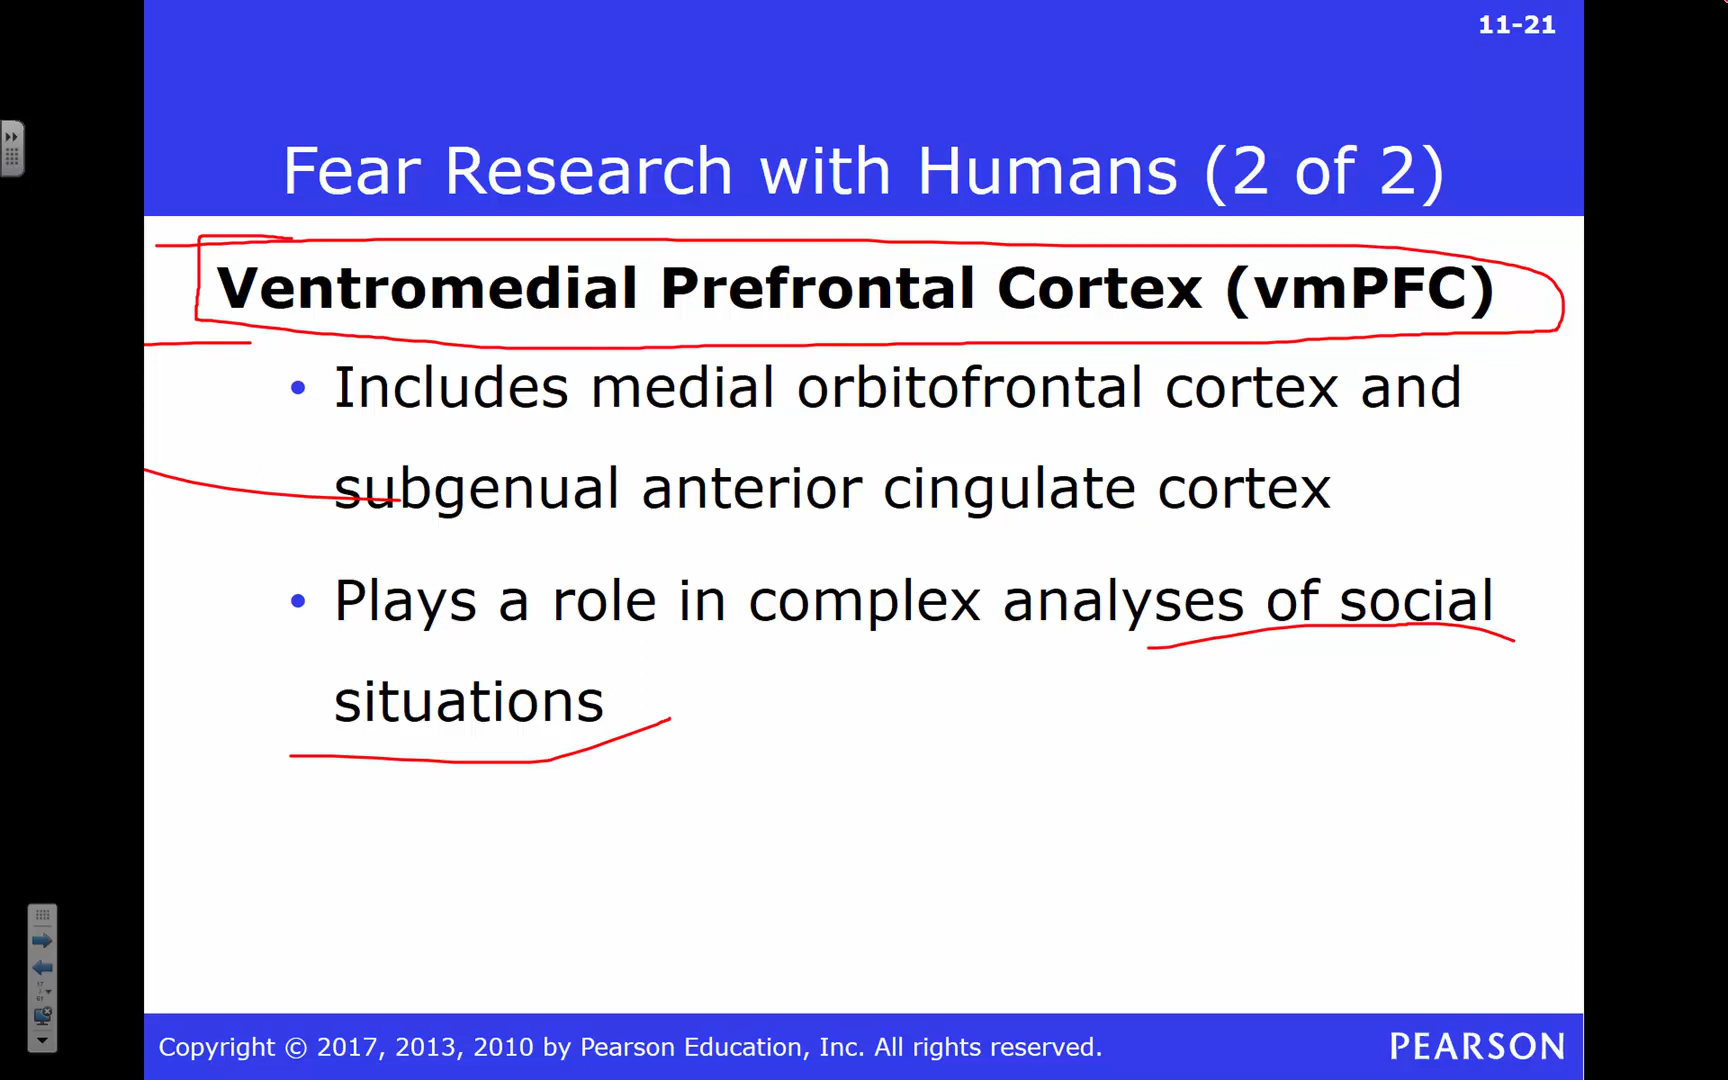 11-21
Fear Research with Humans (2 of 2)
Ventromedial Prefrontal Cortex (vmPFC)
• Includes medial orbitofrontal cortex and
subgenual anterior cingulate cortex
• Plays a role in complex analyses of social
situations
Copyright © 2017, 2013, 2010 by Pearson Education, Inc. All rights reserved.
PEARSON